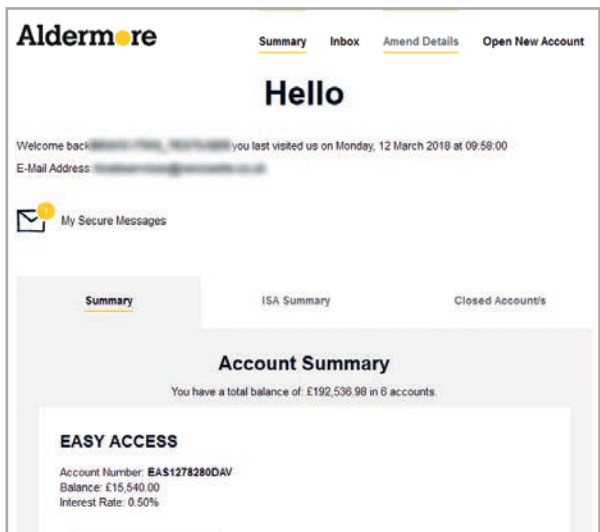 Aldermore
Summary Inbox Amend Details Open New Account
Hello
Welcome back you last visited us on Monday, 12 March 2018 at 09:58:00
E-Mail Address:
1
My Secure Messages
Summary ISA Summary Closed Account/s
Account Summary
You have a total balance of: £192,536.98 in 6 accounts.
EASY ACCESS
Account Number: EAS1278280DAV
Balance: £15,540.00
Interest Rate: 0.50%